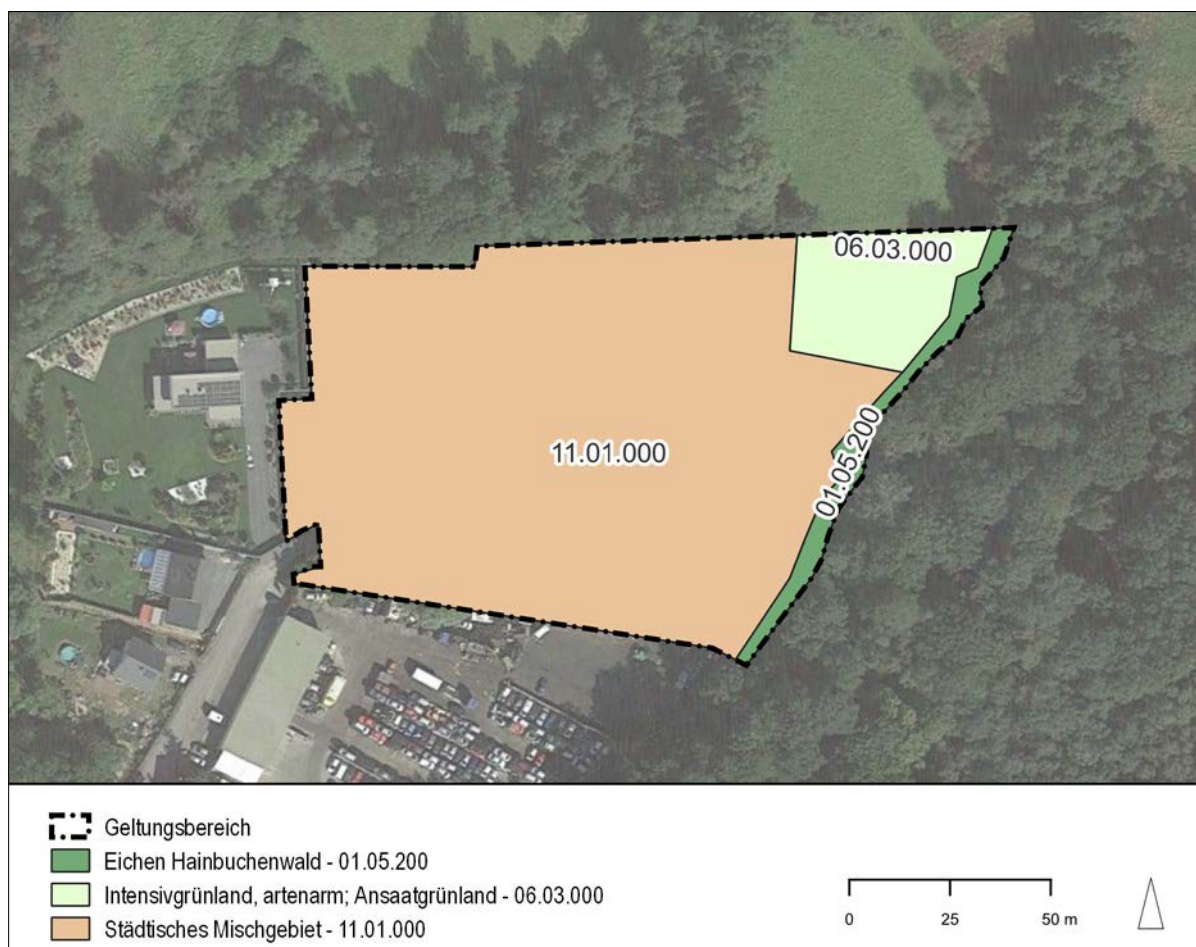 06.03.000
11.01.000
01.05.200
Geltungsbereich
Eichen Hainbuchenwald - 01.05.200
Intensivgrünland, artenarm; Ansaatgrünland - 06.03.000
Städtisches Mischgebiet - 11.01.000
0 25 50 m